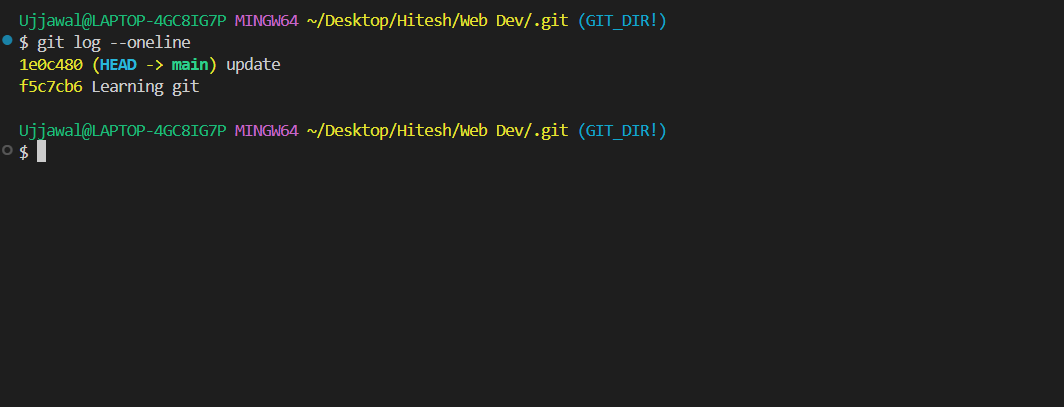 Ujjawal@LAPTOP-4GC8IG7P MINGW64 ~/Desktop/Hitesh/Web Dev/.git (GIT_DIR!)
$ git log --oneline
1e0c480 (HEAD -> main) update
f5c7cb6 Learning git
Ujjawal@LAPTOP-4GC8IG7P MINGW64 ~/Desktop/Hitesh/Web Dev/.git (GIT_DIR!)
$